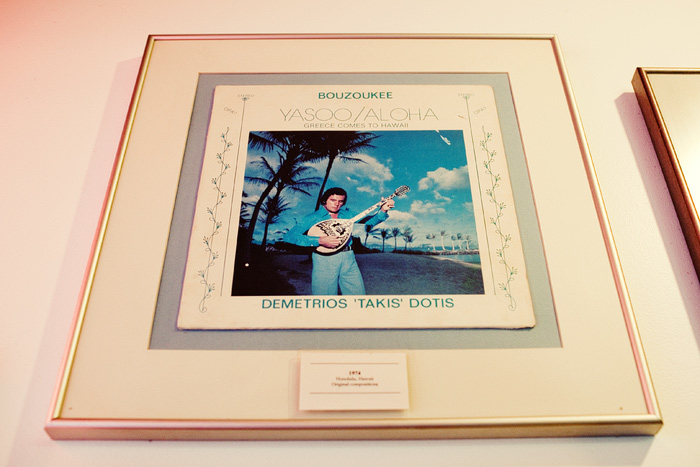 BOUZOUKEE
YASOO/ALOHA
GREECE COMES TO HAWAII
DEMETRIOS 'TAKIS' DOTIS
1974
Honolulu, Hawaii
Original compositions